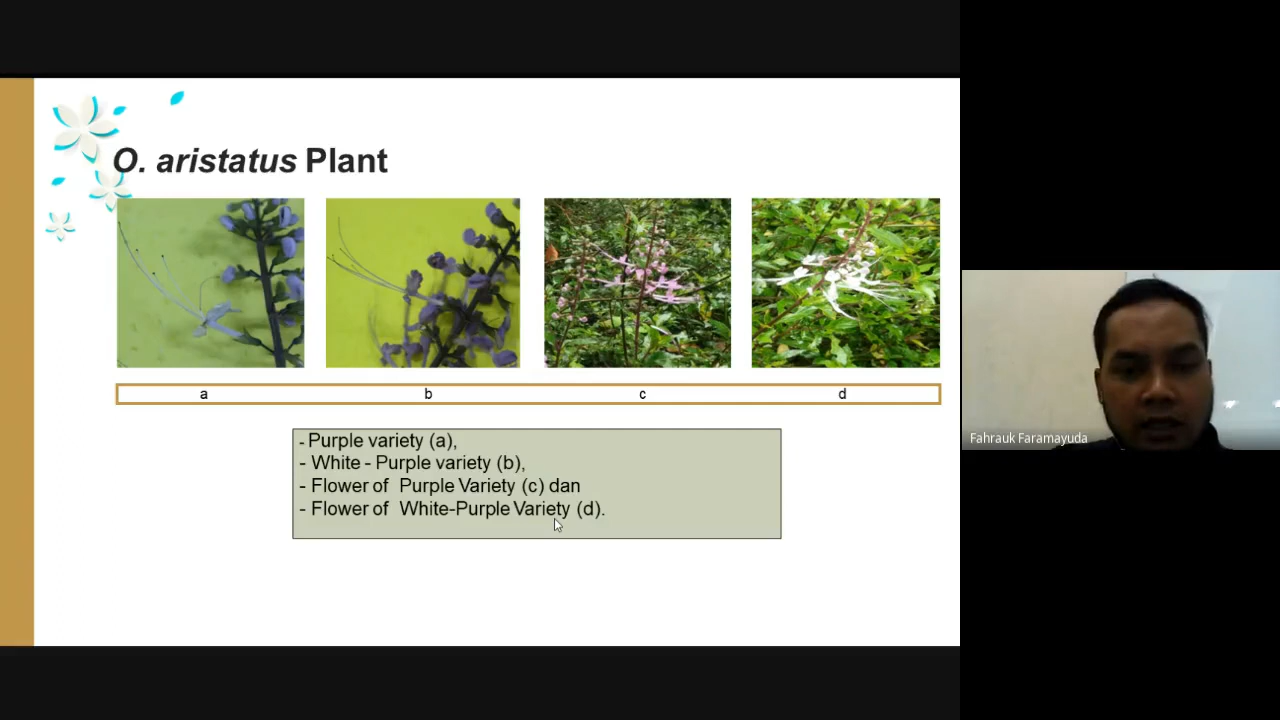 O. aristatus Plant
a b c d
- Purple variety (a),
- White - Purple variety (b),
- Flower of Purple Variety (c) dan
- Flower of White-Purple Variety (d).
Fahrauk Faramayuda